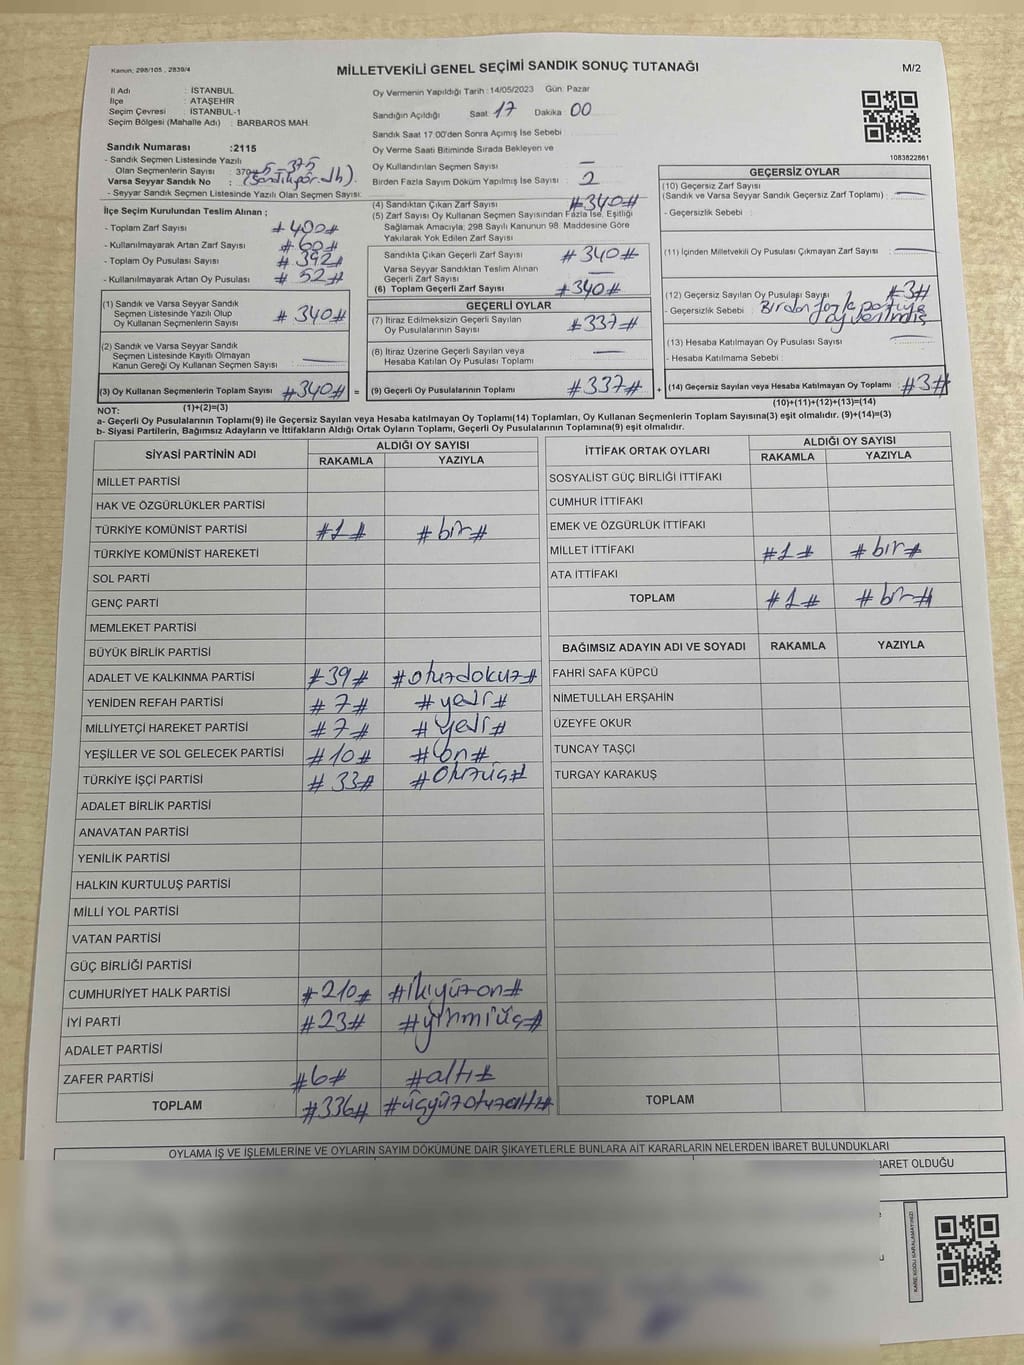 Kanun: 298/105 , 2839/4
MİLLETVEKİLİ GENEL SEÇİMİ SANDIK SONUÇ TUTANAĞI
M/2
İl Adı : İSTANBUL
İlçe : ATAŞEHİR
Seçim Çevresi : İSTANBUL-1
Seçim Bölgesi (Mahalle Adı) : BARBAROS MAH.
Sandık Numarası :2115
- Sandık Seçmen Listesinde Yazılı
Olan Seçmenlerin Sayısı : 375
Varsa Seyyar Sandık No :
- Seyyar Sandık Seçmen Listesinde Yazılı Olan Seçmen Sayısı:
İlçe Seçim Kurulundan Teslim Alınan ;
- Toplam Zarf Sayısı #400#
- Kullanılmayarak Artan Zarf Sayısı #60#
- Toplam Oy Pusulası Sayısı #392#
- Kullanılmayarak Artan Oy Pusulası #52#
(1) Sandık ve Varsa Seyyar Sandık
Seçmen Listesinde Yazılı Olup
Oy Kullanan Seçmenlerin Sayısı #340#
(2) Sandık ve Varsa Seyyar Sandık
Seçmen Listesinde Kayıtlı Olmayan
Kanun Gereği Oy Kullanan Seçmen Sayısı
(3) Oy Kullanan Seçmenlerin Toplam Sayısı #340# =
Oy Vermenin Yapıldığı Tarih : 14/05/2023 Gün: Pazar
Sandığın Açıldığı Saat 17 Dakika 00
Sandık Saat 17:00'den Sonra Açımış İse Sebebi
Oy Verme Saati Bitiminde Sırada Bekleyen ve
Oy Kullandırılan Seçmen Sayısı –
Birden Fazla Sayım Döküm Yapılmış İse Sayısı : 2
(4) Sandıktan Çıkan Zarf Sayısı #340#
(5) Zarf Sayısı Oy Kullanan Seçmen Sayısından Fazla İse, Eşitliği
Sağlamak Amacıyla; 298 Sayılı Kanunun 98. Maddesine Göre
Yakılarak Yok Edilen Zarf Sayısı
Sandıkta Çıkan Geçerli Zarf Sayısı #340#
Varsa Seyyar Sandıktan Teslim Alınan
Geçerli Zarf Sayısı
(6) Toplam Geçerli Zarf Sayısı #340#
GEÇERLİ OYLAR
(7) İtiraz Edilmeksizin Geçerli Sayılan
Oy Pusulalarının Sayısı #337#
(8) İtiraz Üzerine Geçerli Sayılan veya
Hesaba Katılan Oy Pusulası Toplamı
(9) Geçerli Oy Pusulalarının Toplamı #337# +
1083822861
GEÇERSİZ OYLAR
(10) Geçersiz Zarf Sayısı
(Sandık ve Varsa Seyyar Sandık Geçersiz Zarf Toplamı) :
- Geçersizlik Sebebi :
(11) İçinden Milletvekili Oy Pusulası Çıkmayan Oy Sayısı:
(12) Geçersiz Sayılan Oy Pusulası Sayısı #3#
- Geçersizlik Sebebi : Birden fazla partiye
oy verilmiş
(13) Hesaba Katılmayan Oy Pusulası Sayısı :
- Hesaba Katılmama Sebebi :
(14) Geçersiz Sayılan veya Hesaba Katılmayan Oy Toplamı : #3#
(10)+(11)+(12)+(13)=(14)
NOT: (1)+(2)=(3)
a- Geçerli Oy Pusulaları Toplamı(9) ile Geçersiz Sayılan veya Hesaba katılmayan Oy Toplamı(14) Toplamları, Oy Kullanan Seçmenlerin Toplam Sayısına(3) eşit olmalıdır. (9)+(14)=(3)
b- Siyasi Partilerin, Bağımsız Adayların ve İttifakların Aldığı Ortak Oyların Toplamı, Geçerli Oy Pusulalarının Toplamına(9) eşit olmalıdır.
SİYASİ PARTİNİN ADI ALDIĞI OY SAYISI
RAKAMLA YAZIYLA
MİLLET PARTİSİ
HAK VE ÖZGÜRLÜKLER PARTİSİ
TÜRKİYE KOMÜNİST PARTİSİ #1# #bir#
TÜRKİYE KOMÜNİST HAREKETİ
SOL PARTİ
GENÇ PARTİ
MEMLEKET PARTİSİ
BÜYÜK BİRLİK PARTİSİ
ADALET VE KALKINMA PARTİSİ #39# #otuzdokuz#
YENİDEN REFAH PARTİSİ #7# #yedi#
MİLLİYETÇİ HAREKET PARTİSİ #7# #yedi#
YEŞİLLER VE SOL GELECEK PARTİSİ #10# #on#
TÜRKİYE İŞÇİ PARTİSİ #33# #otuzüç#
ADALET BİRLİK PARTİSİ
ANAVATAN PARTİSİ
YENİLİK PARTİSİ
HALKIN KURTULUŞ PARTİSİ
MİLLİ YOL PARTİSİ
VATAN PARTİSİ
GÜÇ BİRLİĞİ PARTİSİ
CUMHURİYET HALK PARTİSİ #210# #ikiyüzon#
İYİ PARTİ #23# #yirmiüç#
ADALET PARTİSİ
ZAFER PARTİSİ #6# #altı#
TOPLAM #336# #üçyüzotuzaltı#
İTTİFAK ORTAK OYLARI ALDIĞI OY SAYISI
RAKAMLA YAZIYLA
SOSYALİST GÜÇ BİRLİĞİ İTTİFAKI
CUMHUR İTTİFAKI
EMEK VE ÖZGÜRLÜK İTTİFAKI
MİLLET İTTİFAKI #1# #bir#
ATA İTTİFAKI
TOPLAM #1# #bir#
BAĞIMSIZ ADAYIN ADI VE SOYADI RAKAMLA YAZIYLA
FAHRİ SAFA KÜPCÜ
NİMETULLAH ERŞAHİN
ÜZEYFE OKUR
TUNCAY TAŞÇI
TURGAY KARAKUŞ
TOPLAM
OYLAMA İŞ VE İŞLEMLERİNE VE OYLARIN SAYIM DÖKÜMÜNE DAİR ŞİKAYETLERLE BUNLARA AİT KARARLARIN NELERDEN İBARET BULUNDUKLARI
İBARET OLDUĞU
KARE KODU KARALAMAYINIZ!